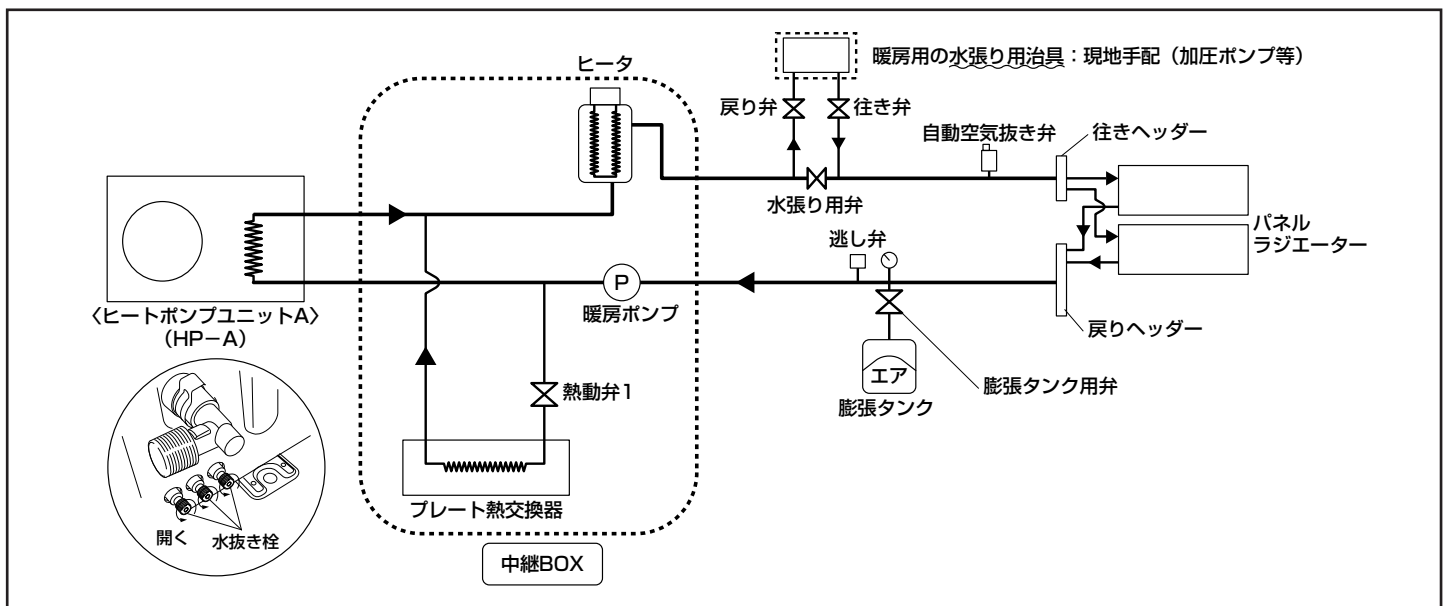 暖房用の水張り用治具：現地手配（加圧ポンプ等）
ヒータ
戻り弁
往き弁
自動空気抜き弁
往きヘッダー
水張り用弁
パネル
ラジエーター
逃し弁
P
暖房ポンプ
〈ヒートポンプユニットA〉
（HP－A）
戻りヘッダー
エア
膨張タンク
膨張タンク用弁
熱動弁1
プレート熱交換器
開く
水抜き栓
中継BOX